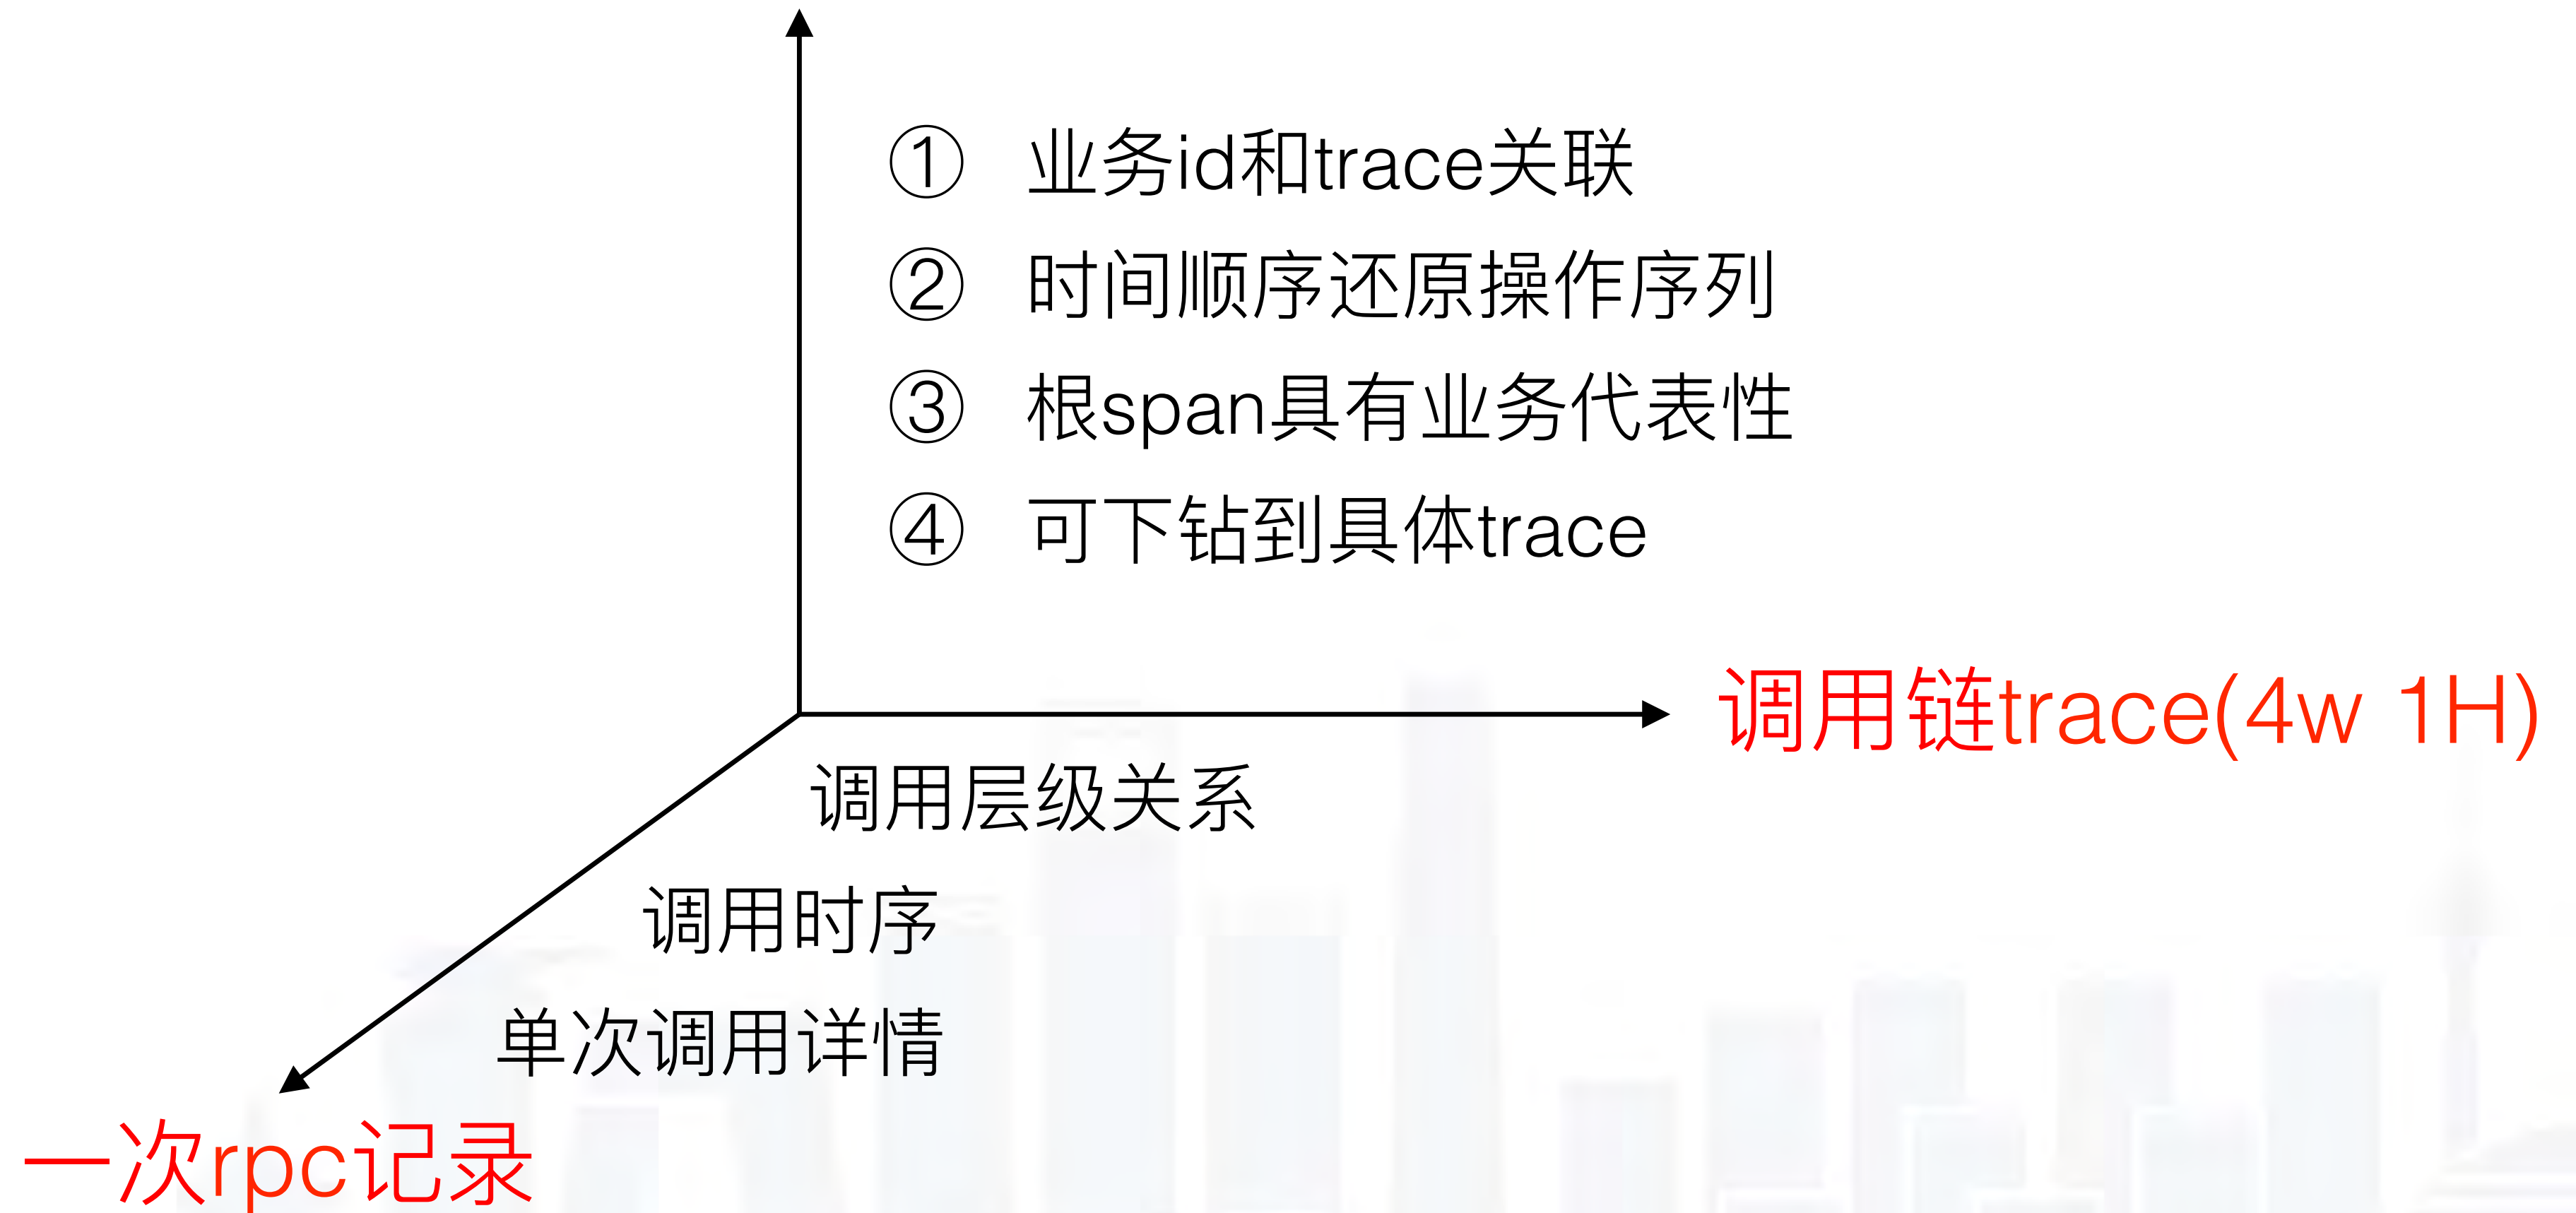 ① 业务id和trace关联
② 时间顺序还原操作序列
③ 根span具有业务代表性
④ 可下钻到具体trace
调用链trace(4w 1H)
调用层级关系
调用时序
单次调用详情
一次rpc记录